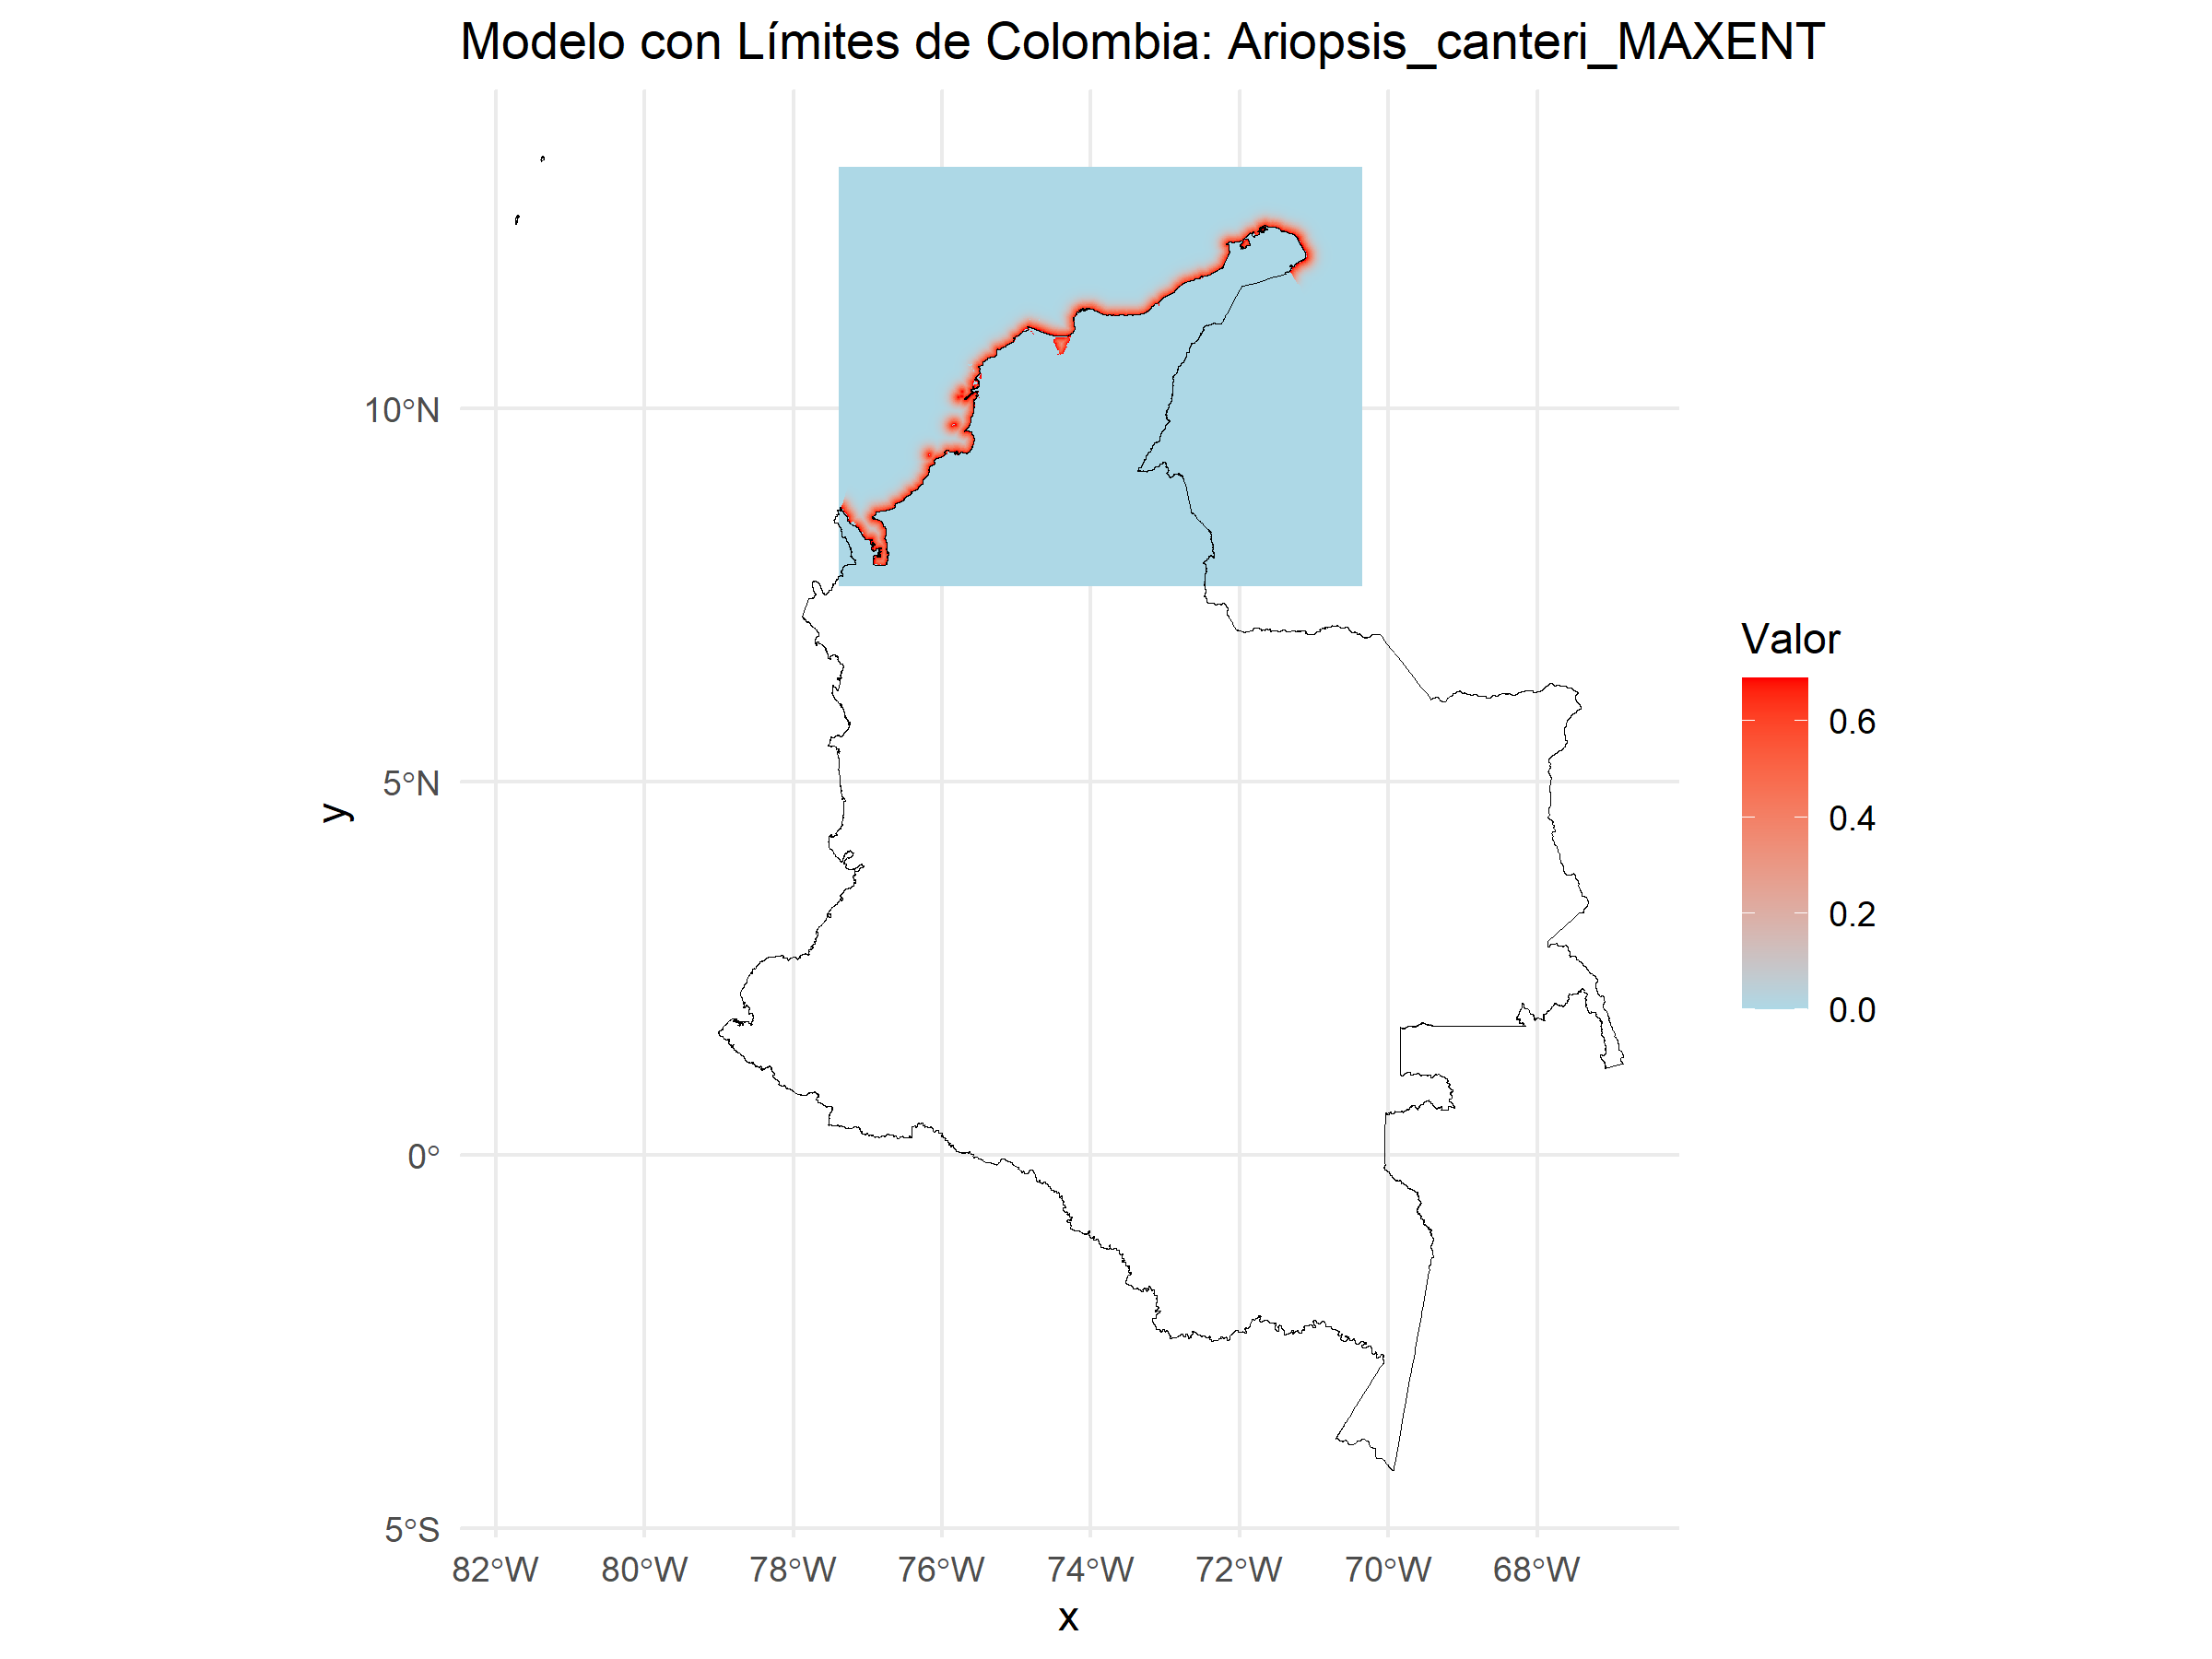 Modelo con Límites de Colombia: Ariopsis_canteri_MAXENT
10°N
5°N
0°
5°S
y
82°W 80°W 78°W 76°W 74°W 72°W 70°W 68°W
x
Valor
0.6
0.4
0.2
0.0